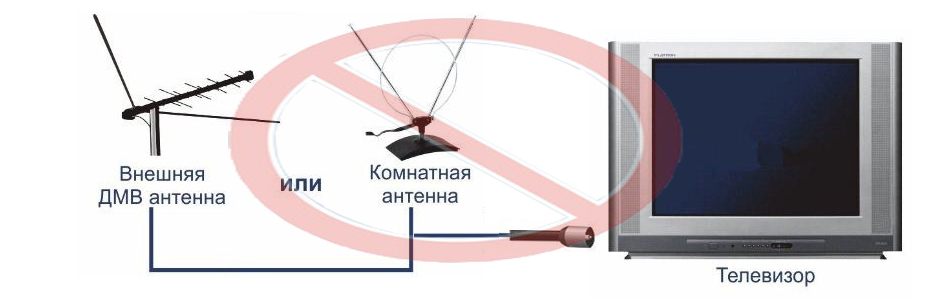 Внешняя
ДМВ антенна
или
Комнатная
антенна
Телевизор